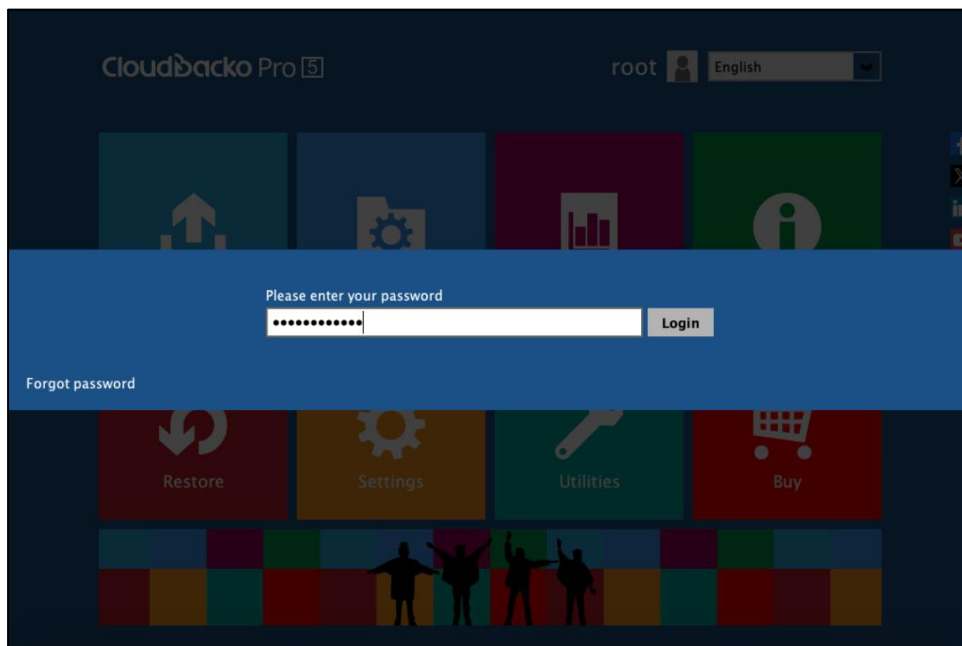 CloudBacko Pro 5
root
English
Please enter your password
••••••••••••
Login
Forgot password
Restore
Settings
Utilities
Buy